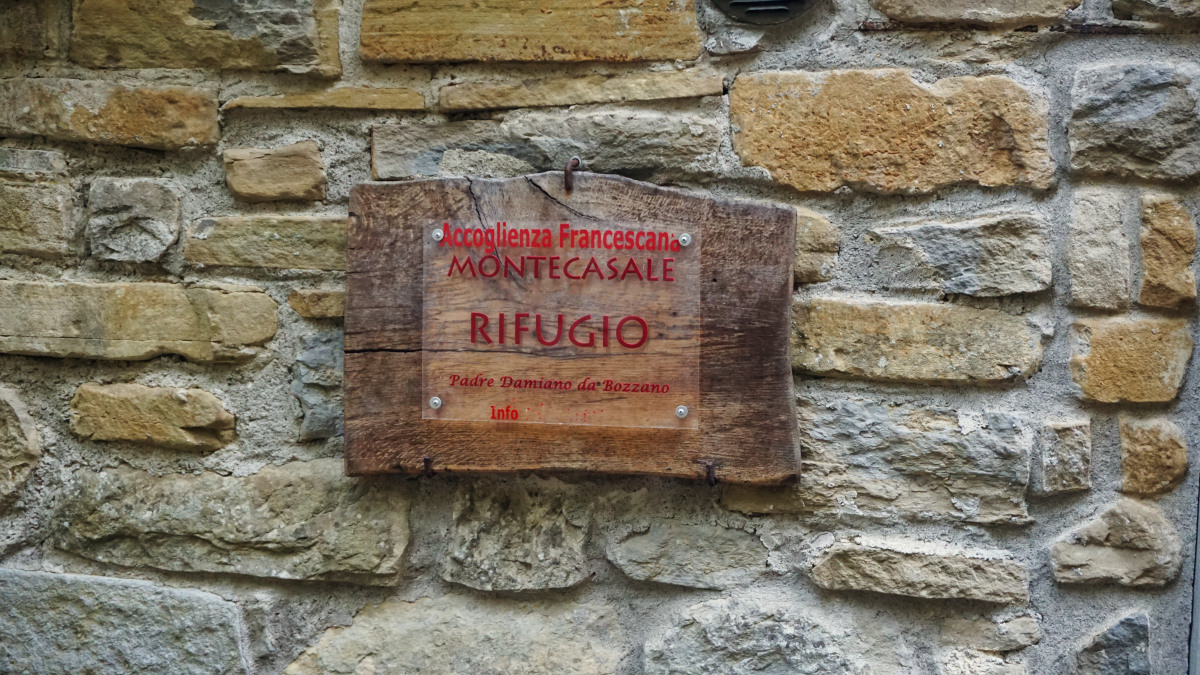 Accoglienza Francescana
MONTECASALE
RIFUGIO
Padre Damiano da Bozzano
Info